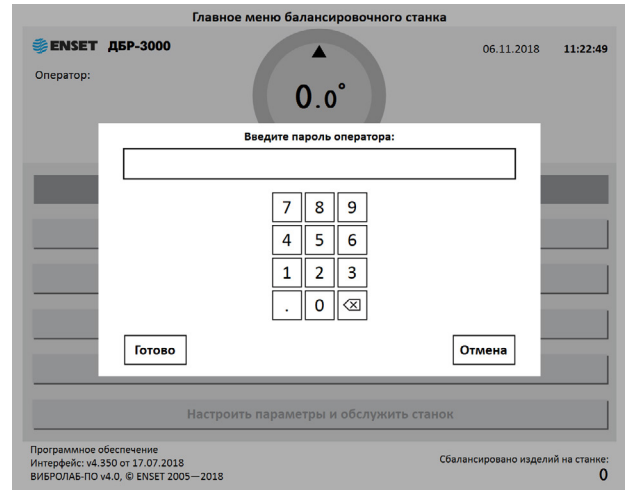 Главное меню балансировочного станка
ENSET ДБР-3000
06.11.2018 11:22:49
Оператор:
0.0°
Введите пароль оператора:
7 8 9
4 5 6
1 2 3
. 0
Готово Отмена
Настроить параметры и обслужить станок
Программное обеспечение
Интерфейс: v4.350 от 17.07.2018
ВИБРОЛАБ-ПО v4.0, © ENSET 2005—2018
Сбалансировано изделий на станке:
0